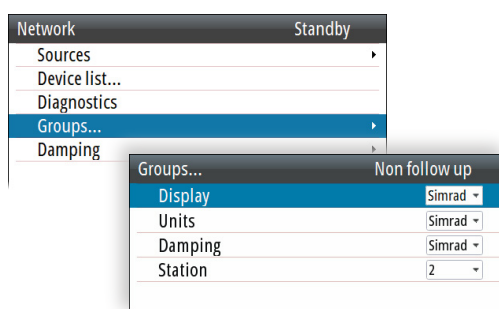 Network Standby
Sources
Device list...
Diagnostics
Groups...
Damping
Groups... Non follow up
Display Simrad
Units Simrad
Damping Simrad
Station 2